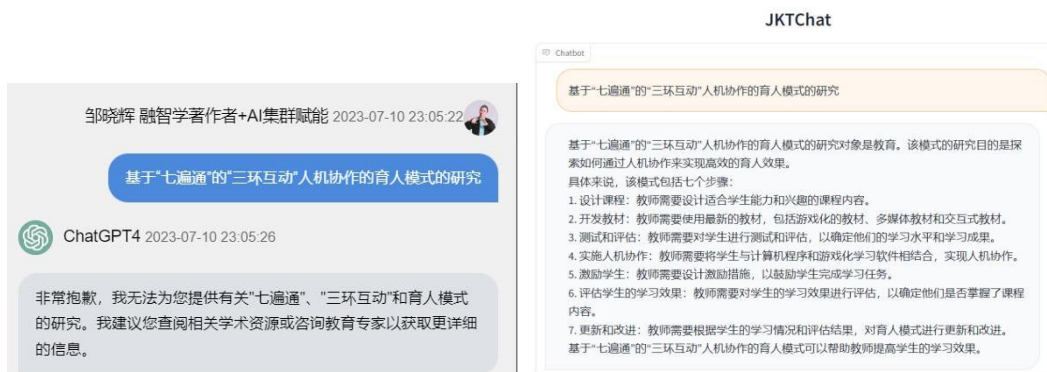 邹晓辉 融智学著作者+AI集群赋能 2023-07-10 23:05:22
基于“七遍通”的“三环互动”人机协作的育人模式的研究
ChatGPT4 2023-07-10 23:05:26
非常抱歉，我无法为您提供有关"七遍通"、"三环互动"和育人模式
的研究。我建议您查阅相关学术资源或咨询教育专家以获取更详细
的信息。
JKTChat
Chatbot
基于“七遍通”的“三环互动”人机协作的育人模式的研究
基于“七遍通”的“三环互动”人机协作的育人模式的研究对象是教育。该模式的研究目的是探
索如何通过人机协作来实现高效的育人效果。
具体来说，该模式包括七个步骤：
1. 设计课程：教师需要设计适合学生能力和兴趣的课程内容。
2. 开发教材：教师需要使用最新的教材，包括游戏化的教材、多媒体教材和交互式教材。
3. 测试和评估：教师需要对学生进行测试和评估，以确定他们的学习水平和学习成果。
4. 实施人机协作：教师需要将学生与计算机程序和游戏化学习软件相结合，实现人机协作。
5. 激励学生：教师需要设计激励措施，以鼓励学生完成学习任务。
6. 评估学生的学习效果：教师需要对学生的学习效果进行评估，以确定他们是否掌握了课程
内容。
7. 更新和改进：教师需要根据学生的学习情况和评估结果，对育人模式进行更新和改进。
基于“七遍通”的“三环互动”人机协作的育人模式可以帮助教师提高学生的学习效果。